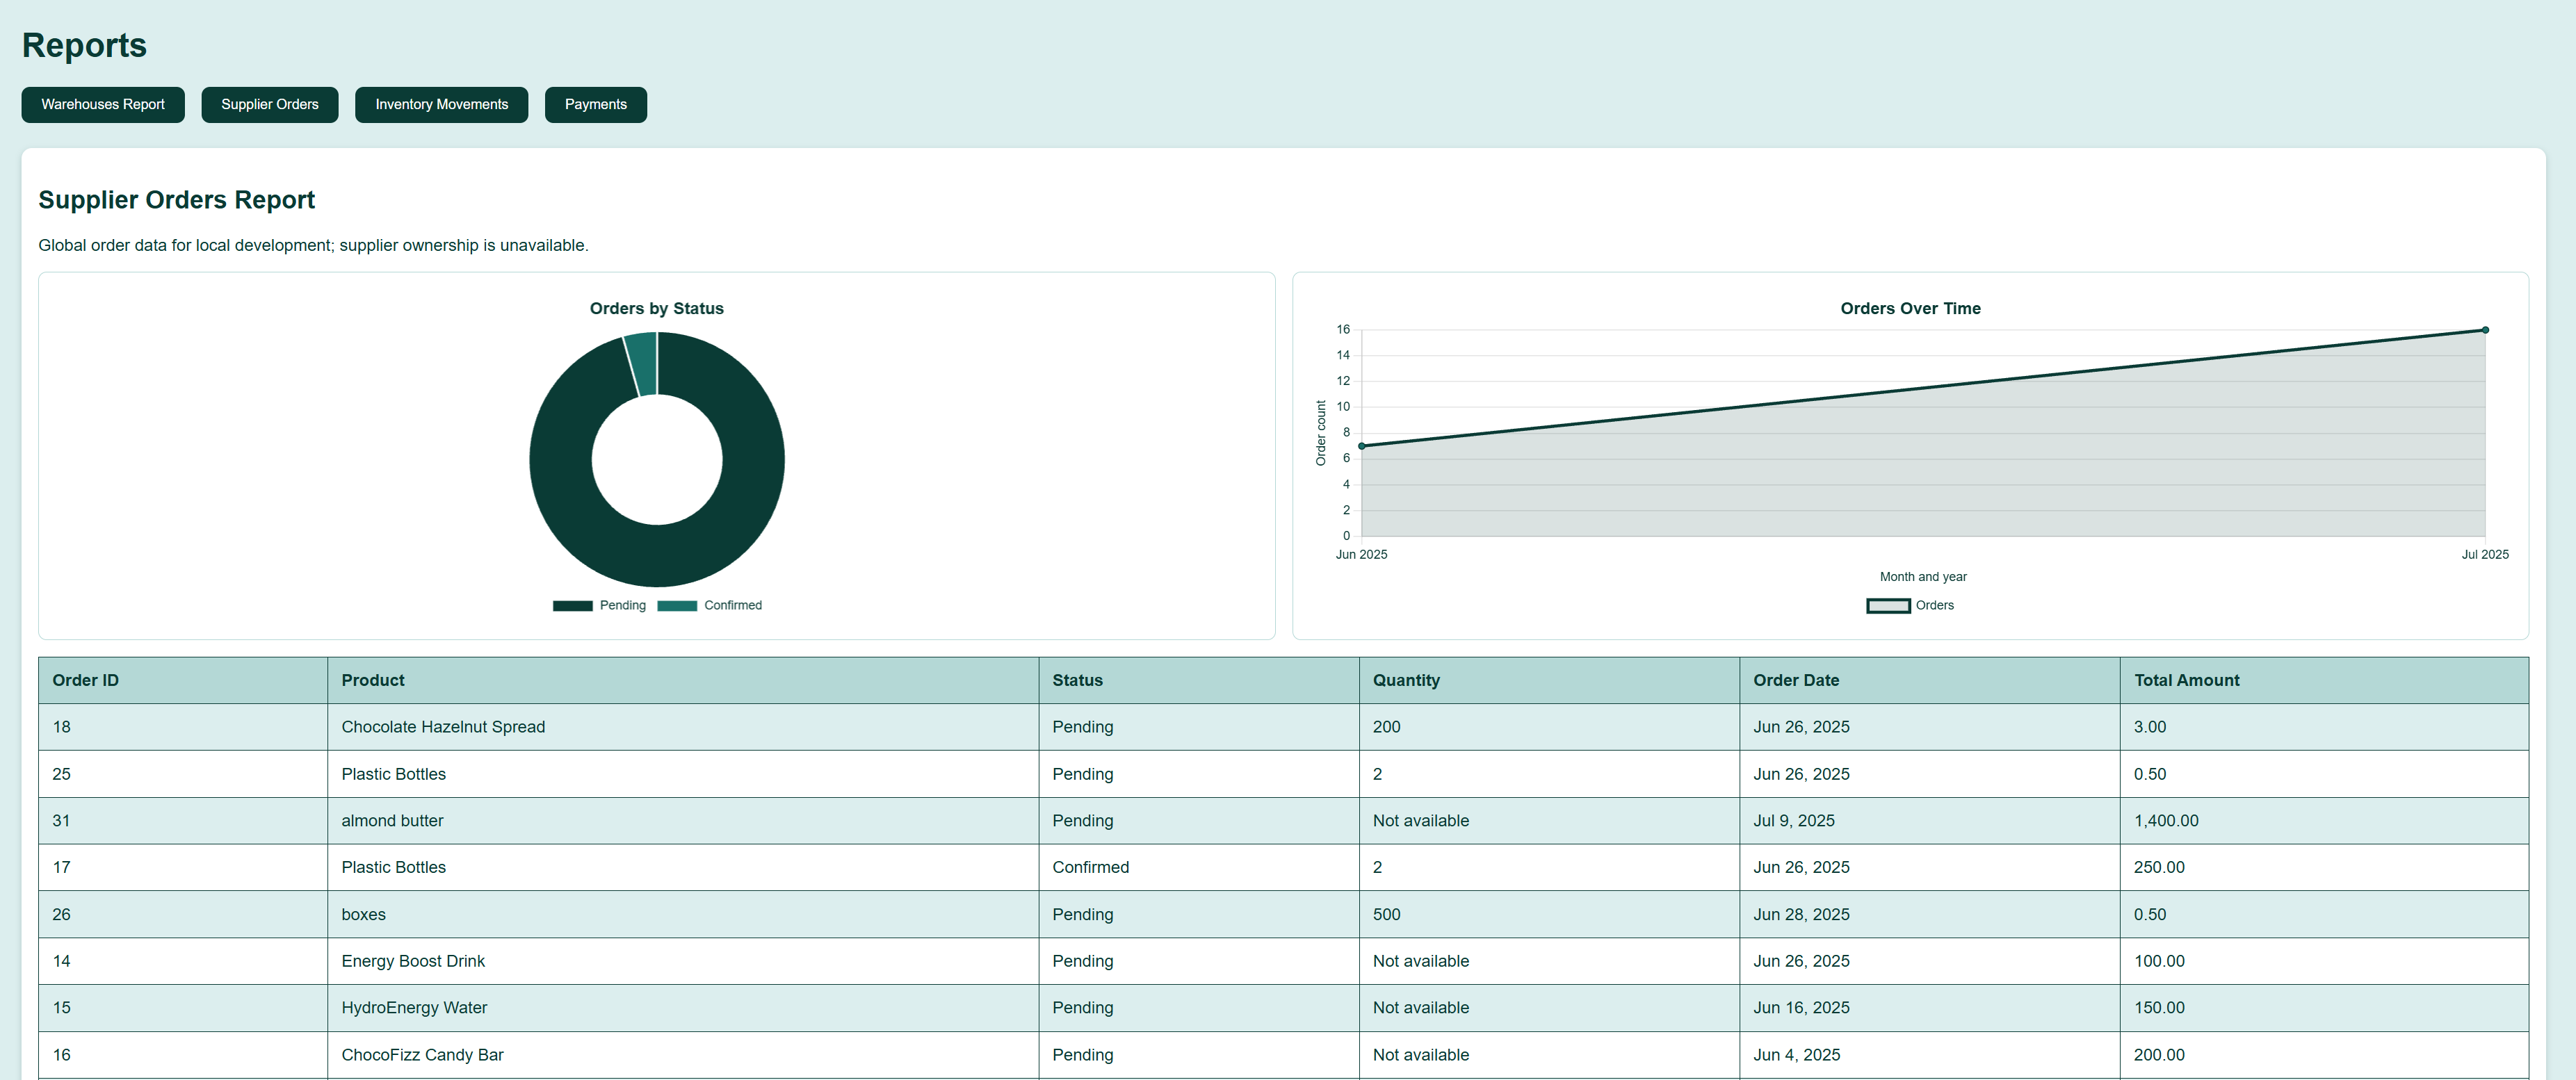 Reports
Warehouses Report Supplier Orders Inventory Movements Payments
Supplier Orders Report
Global order data for local development; supplier ownership is unavailable.
Orders by Status
Pending Confirmed
Orders Over Time
16
14
12
10
8
6
4
2
0
Order count
Jun 2025 Jul 2025
Month and year
Orders
Order ID Product Status Quantity Order Date Total Amount
18 Chocolate Hazelnut Spread Pending 200 Jun 26, 2025 3.00
25 Plastic Bottles Pending 2 Jun 26, 2025 0.50
31 almond butter Pending Not available Jul 9, 2025 1,400.00
17 Plastic Bottles Confirmed 2 Jun 26, 2025 250.00
26 boxes Pending 500 Jun 28, 2025 0.50
14 Energy Boost Drink Pending Not available Jun 26, 2025 100.00
15 HydroEnergy Water Pending Not available Jun 16, 2025 150.00
16 ChocoFizz Candy Bar Pending Not available Jun 4, 2025 200.00